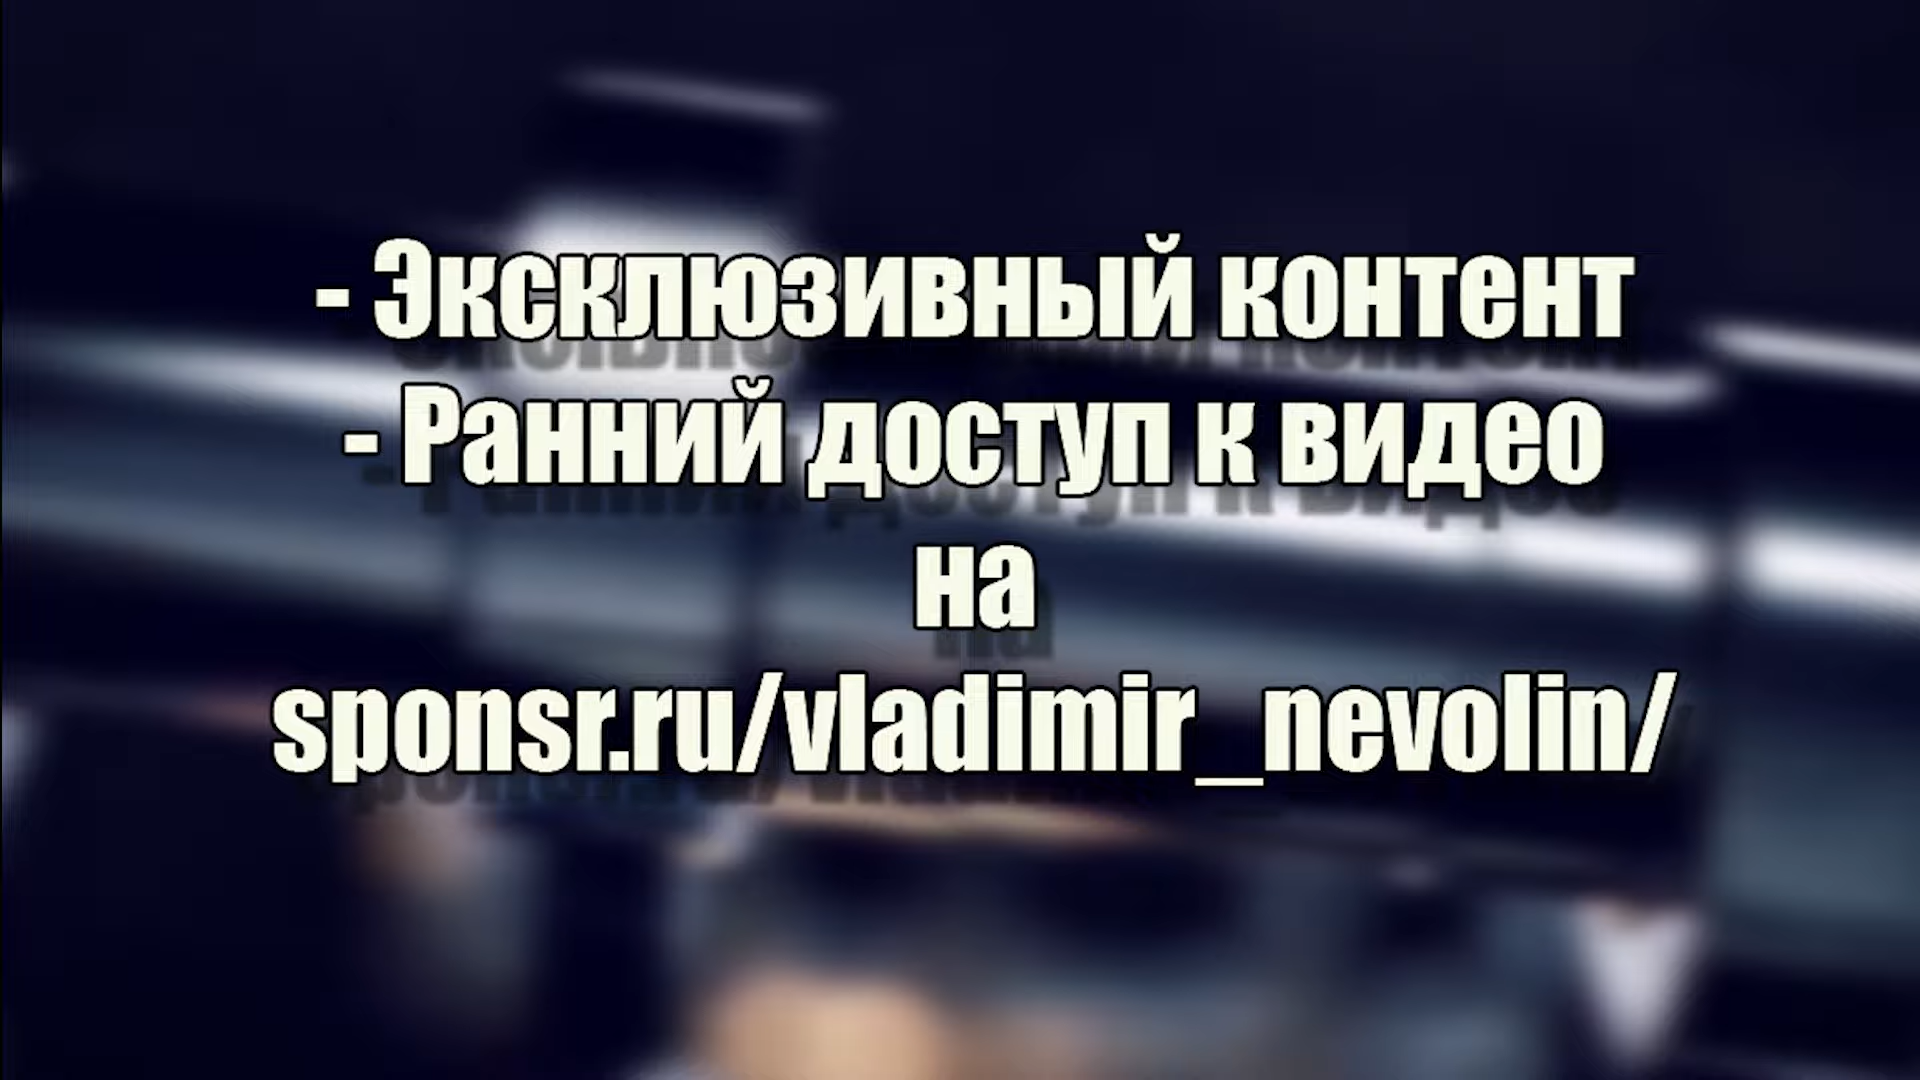 - Эксклюзивный контент
- Ранний доступ к видео
на
sponsr.ru/vladimir_nevolin/